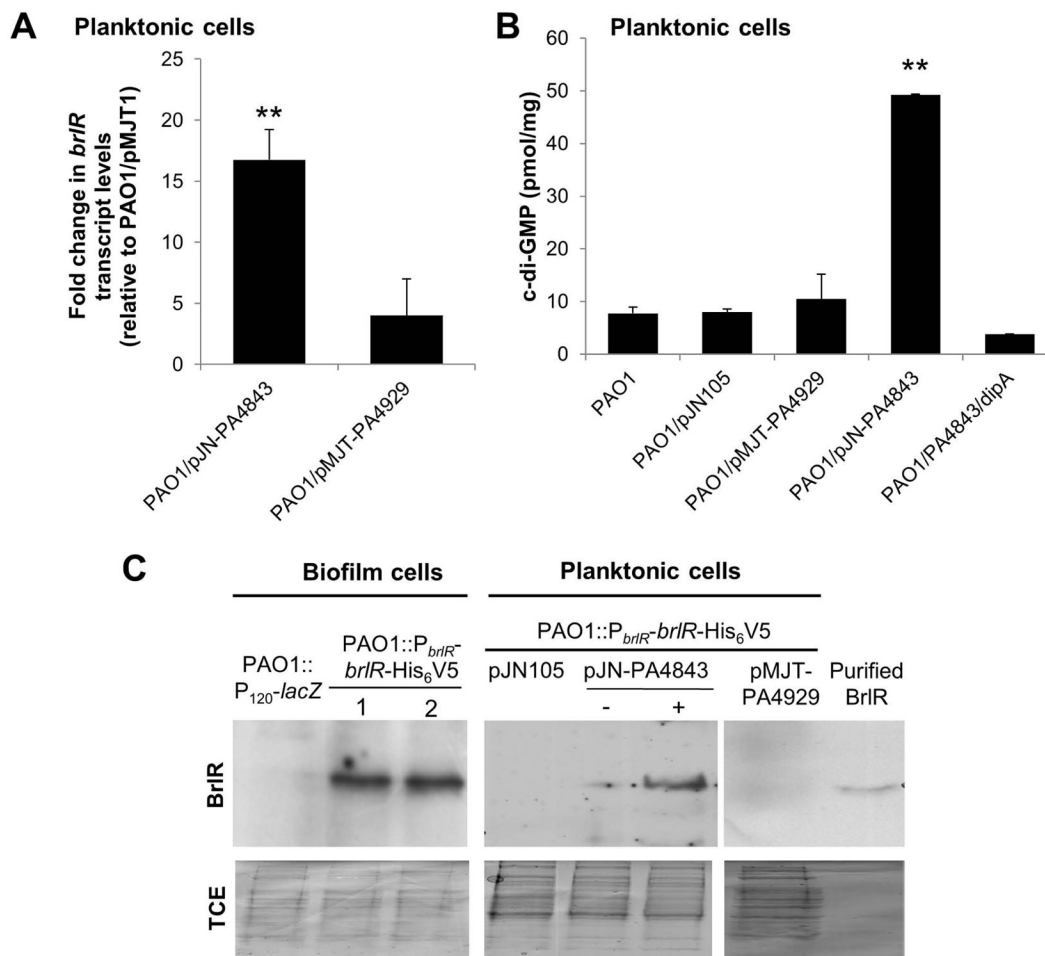 A
Planktonic cells
Fold change in brlR
transcript levels
(relative to PAO1/pMJT1)
25
20
15
10
5
0
**
PAO1/pJN-PA4843
PAO1/pMJT-PA4929
B
Planktonic cells
c-di-GMP (pmol/mg)
60
50
40
30
20
10
0
**
PAO1
PAO1/pJN105
PAO1/pMJT-PA4929
PAO1/pJN-PA4843
PAO1/PA4843/dipA
C
Biofilm cells
Planktonic cells
PAO1::
P120-lacZ
PAO1::PbrlR-
brlR-His6V5
1 2
PAO1::PbrlR-brlR-His6V5
pJN105
pJN-PA4843
- +
pMJT-
PA4929
Purified
BrlR
BrlR
TCE